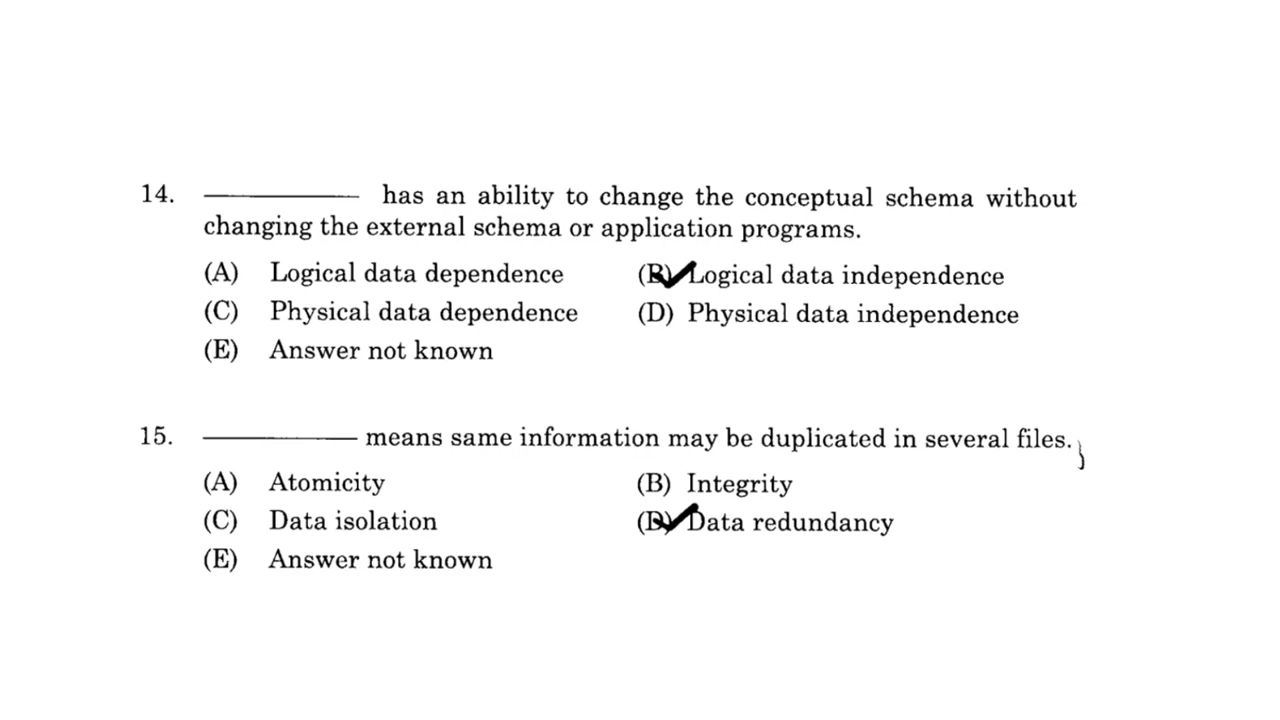 14. ________ has an ability to change the conceptual schema without
changing the external schema or application programs.
(A) Logical data dependence (B) Logical data independence
(C) Physical data dependence (D) Physical data independence
(E) Answer not known
15. ________ means same information may be duplicated in several files.
(A) Atomicity (B) Integrity
(C) Data isolation (D) Data redundancy
(E) Answer not known